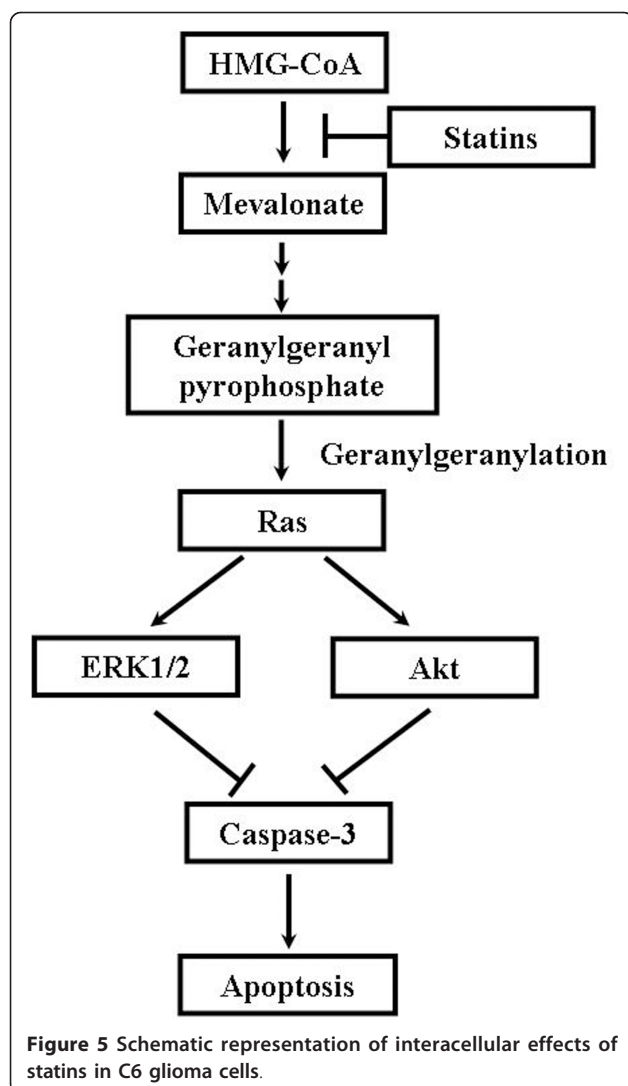 HMG-CoA
Statins
Mevalonate
Geranylgeranyl
pyrophosphate
Geranylgeranylation
Ras
ERK1/2
Akt
Caspase-3
Apoptosis
Figure 5 Schematic representation of interacellular effects of
statins in C6 glioma cells.